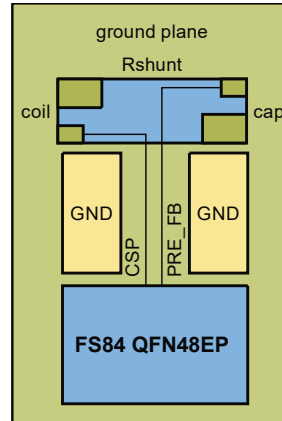 ground plane
Rshunt
coil
cap
GND
GND
CSP
PRE_FB
FS84 QFN48EP